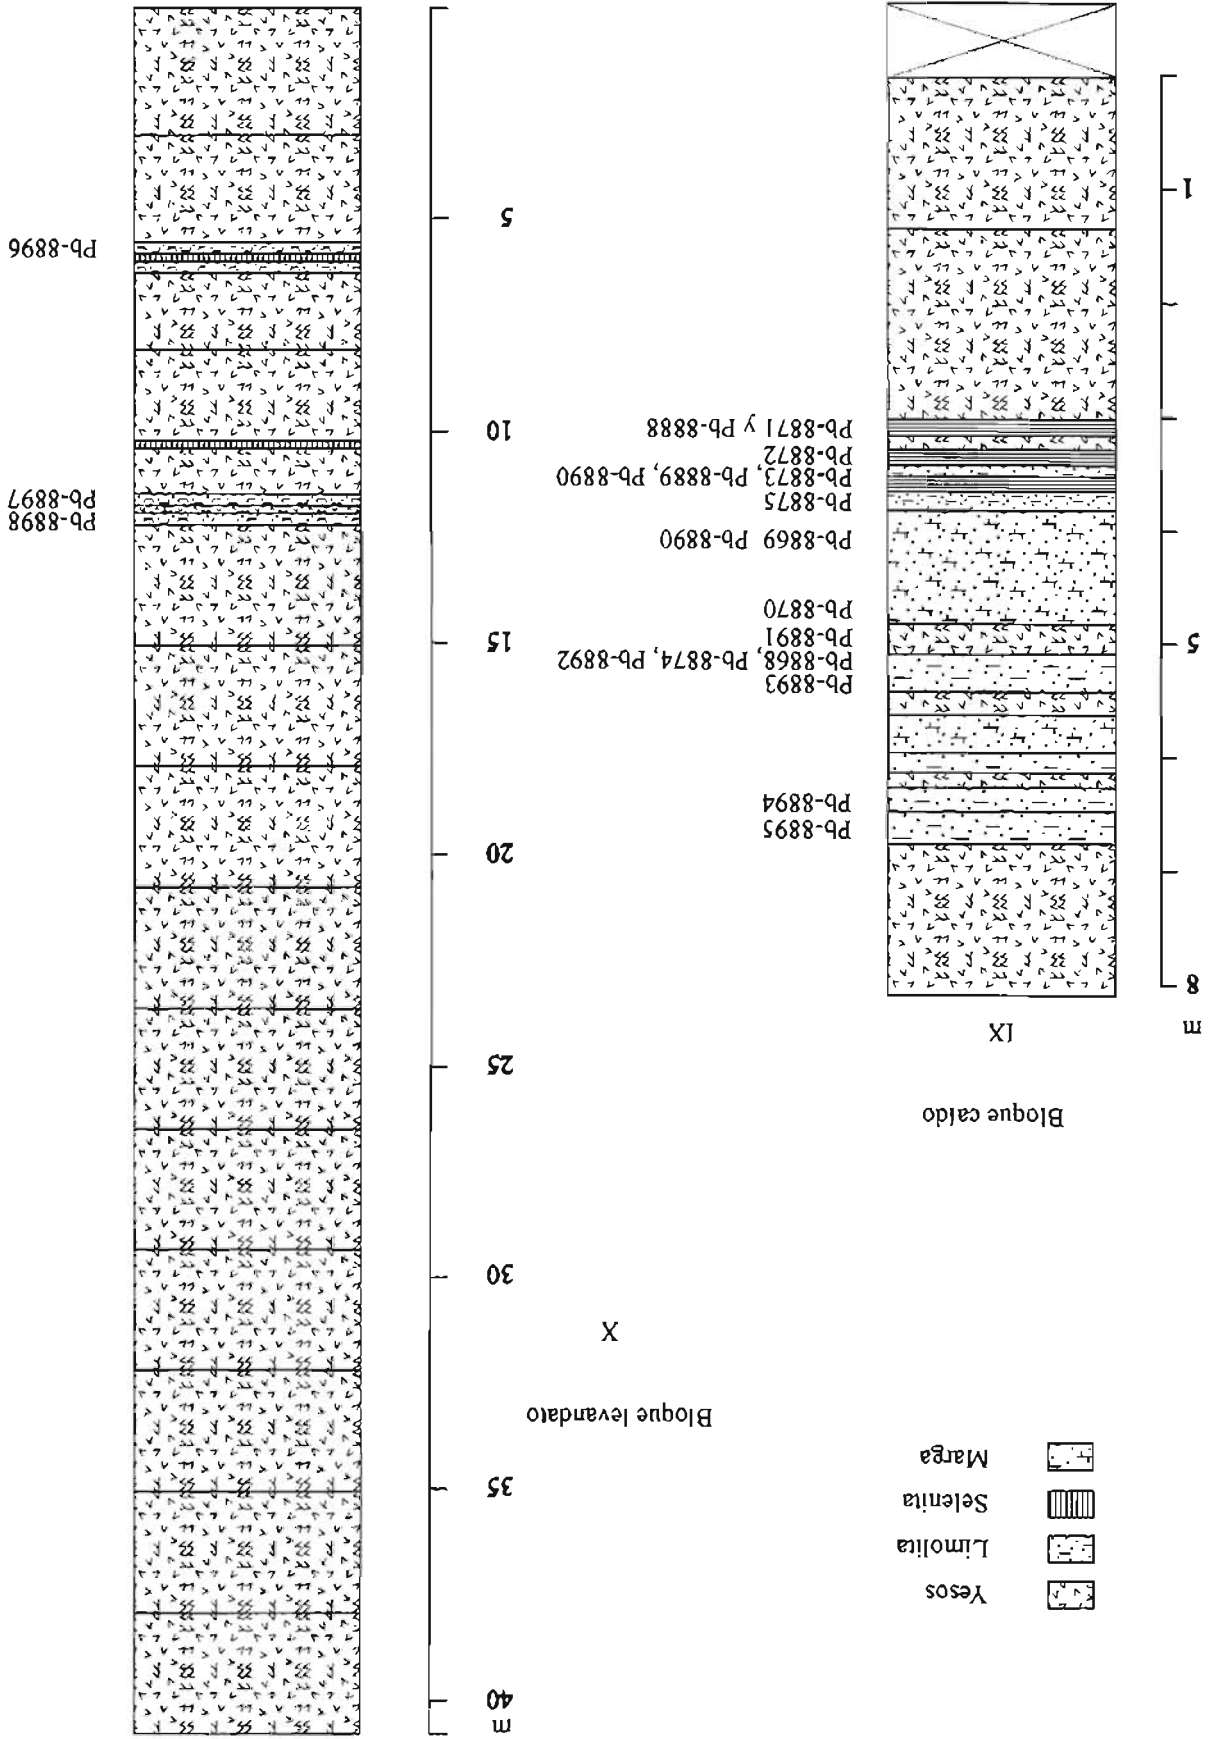 Yesos
Limolita
Selenita
Marga
Bloque caído
IX
m
8
5
1
Pb-8895
Pb-8894
Pb-8893
Pb-8868, Pb-8874, Pb-8892
Pb-8891
Pb-8870
Pb-8869 Pb-8890
Pb-8875
Pb-8873, Pb-8889, Pb-8890
Pb-8872
Pb-8871 y Pb-8888
Bloque levandato
X
m
40
35
30
25
20
15
10
5
Pb-8898
Pb-8897
Pb-8896